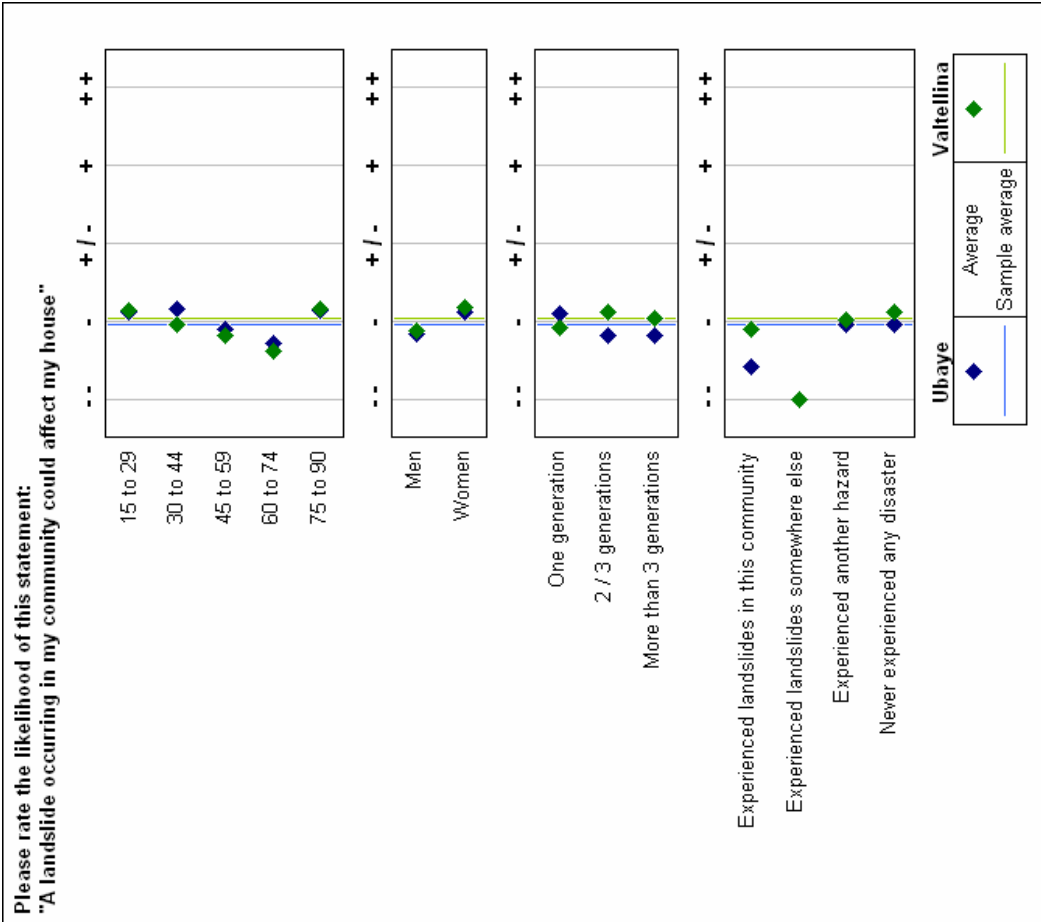 Please rate the likelihood of this statement:
"A landslide occurring in my community could affect my house"
- - - + / - + + +
15 to 29
30 to 44
45 to 59
60 to 74
75 to 90
- - - + / - + + +
Men
Women
- - - + / - + + +
One generation
2 / 3 generations
More than 3 generations
- - - + / - + + +
Experienced landslides in this community
Experienced landslides somewhere else
Experienced another hazard
Never experienced any disaster
Ubaye Valtellina
Average
Sample average